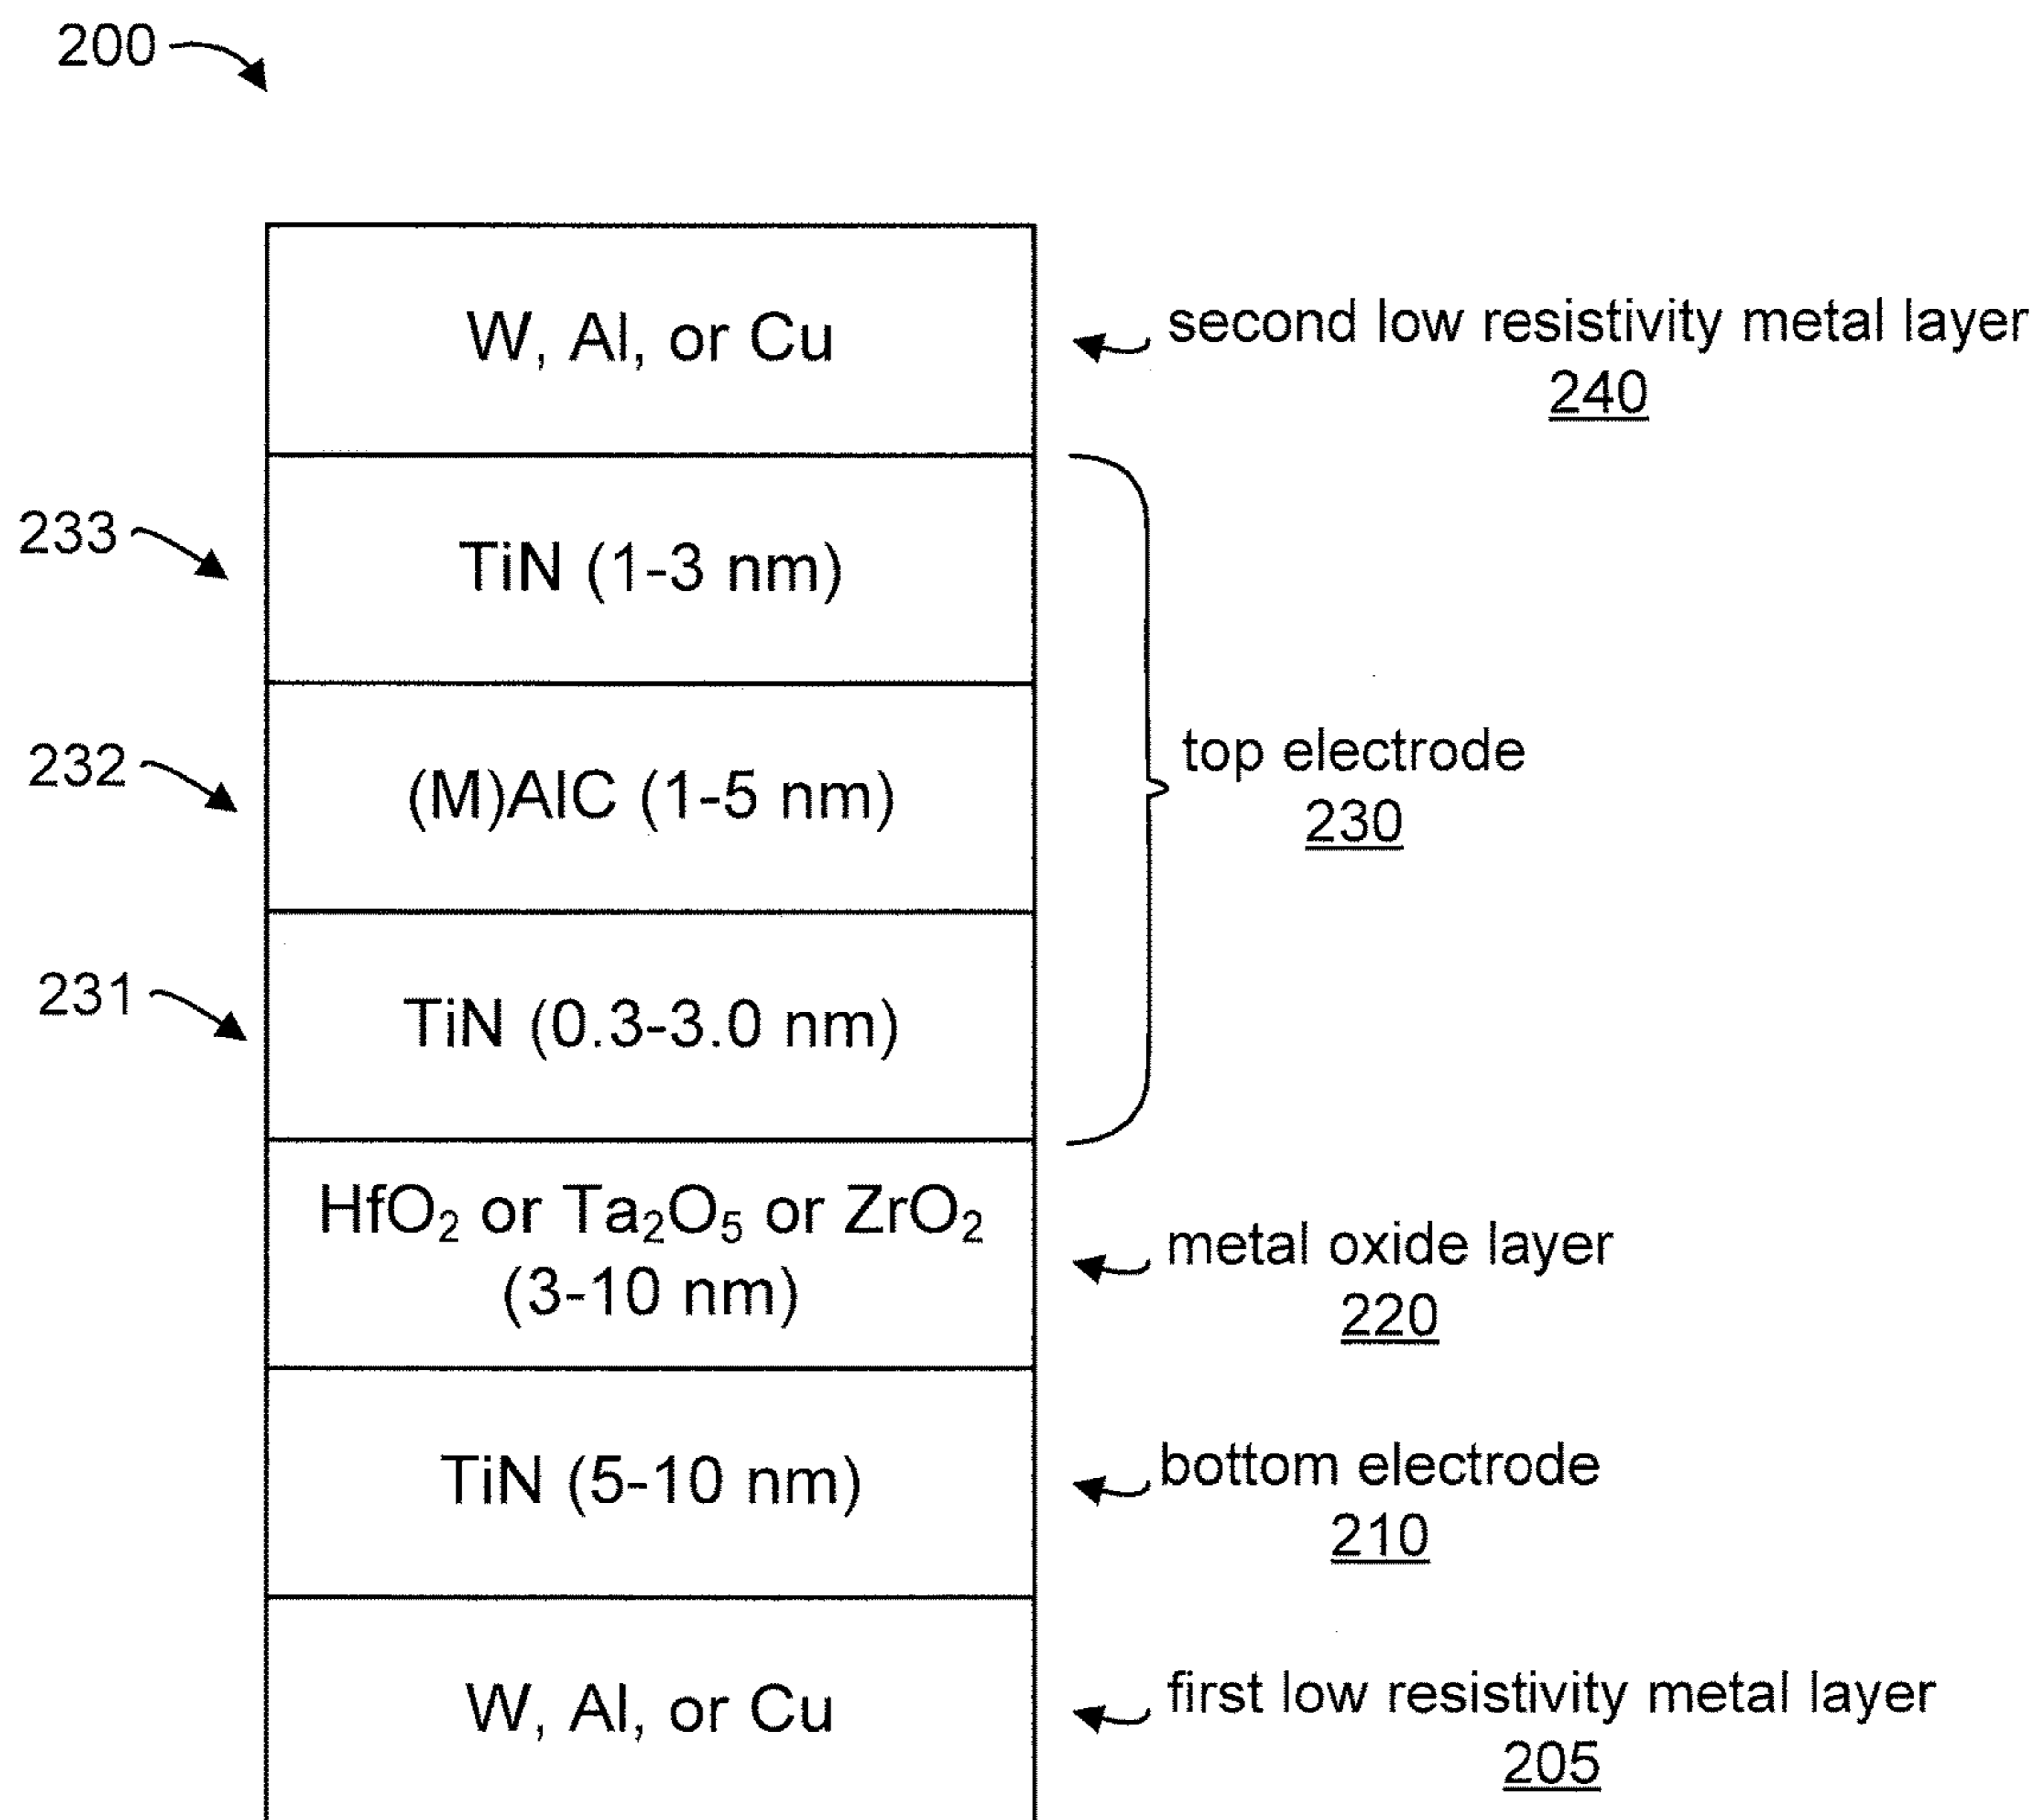 200
W, Al, or Cu
second low resistivity metal layer
240
233
TiN (1-3 nm)
232
(M)AlC (1-5 nm)
top electrode
230
231
TiN (0.3-3.0 nm)
HfO₂ or Ta₂O₅ or ZrO₂
(3-10 nm)
metal oxide layer
220
TiN (5-10 nm)
bottom electrode
210
W, Al, or Cu
first low resistivity metal layer
205